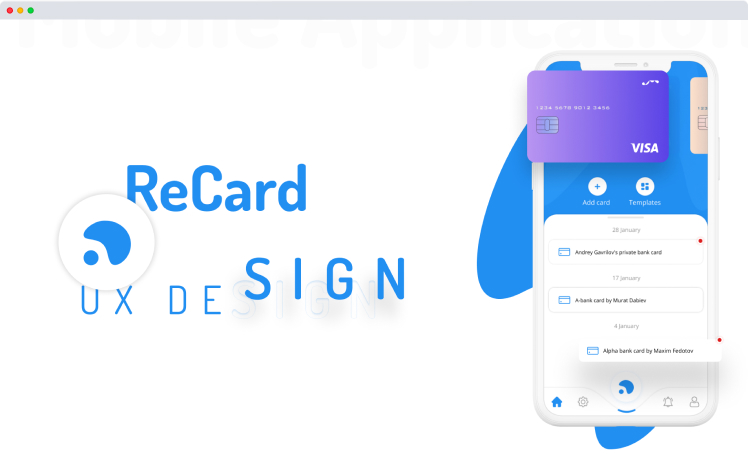 Mobile Application
ReCard
UX DESIGN
1234 5678 9012 3456
VISA
123
Add card
Templates
28 January
Andrey Gavrilov's private bank card
17 January
A-bank card by Murat Dabiev
4 January
Alpha bank card by Maxim Fedotov